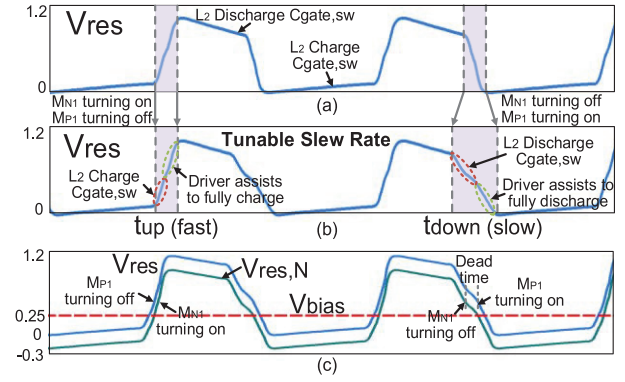 1.2
Vres
L2 Discharge Cgate,sw
L2 Charge
Cgate,sw
0
(a)
MN1 turning on
MP1 turning off
MN1 turning off
MP1 turning on
1.2
Vres
Tunable Slew Rate
L2 Discharge
Cgate,sw
L2 Charge
Cgate,sw
Driver assists
to fully charge
Driver assists to
fully discharge
0
tup (fast)
(b)
tdown (slow)
1.2
Vres
Vres,N
Dead
time
MP1
turning off
MP1
turning on
Vbias
MN1
turning on
MN1
turning off
0.25
0
-0.3
(c)